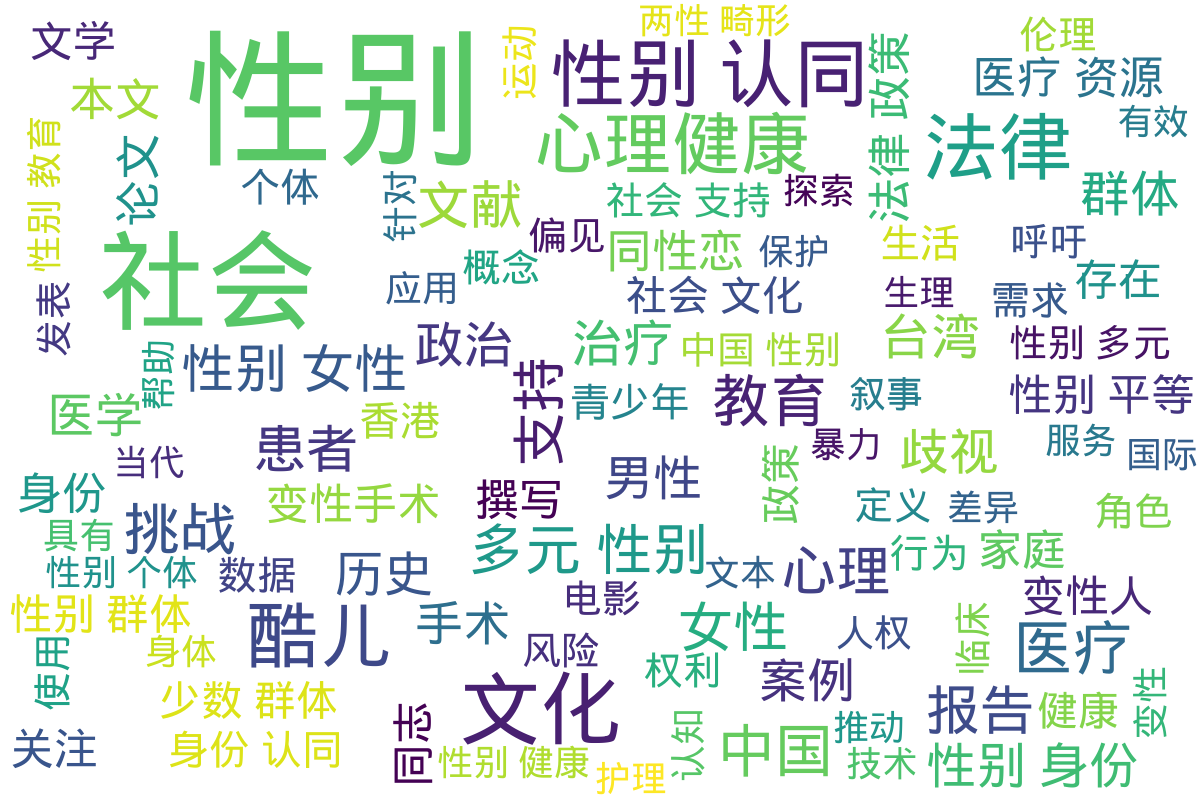 文学
两性 畸形
伦理
运动
性别
性别 认同
政策
法律
医疗 资源
本文
有效
心理健康
法律
论文
性别 教育
个体
针对
文献
社会 支持
探索
群体
偏见
同性恋
保护
生活
呼吁
社会
概念
应用
社会 文化
生理
需求
存在
发表
政治
治疗
中国 性别
台湾
性别 多元
帮助
性别 女性
支持
青少年
教育
叙事
性别 平等
医学
香港
患者
暴力
歧视
服务
国际
当代
身份
变性手术
撰写
男性
政策
定义
差异
角色
具有
挑战
多元 性别
心理
行为
家庭
性别 个体
数据
历史
文本
电影
变性人
性别 群体
酷儿
手术
女性
人权
临床
医疗
身体
使用
风险
权利
案例
少数 群体
文化
报告
健康
变性
同志
推动
中国
关注
身份 认同
性别 健康
护理
认知
技术
性别 身份